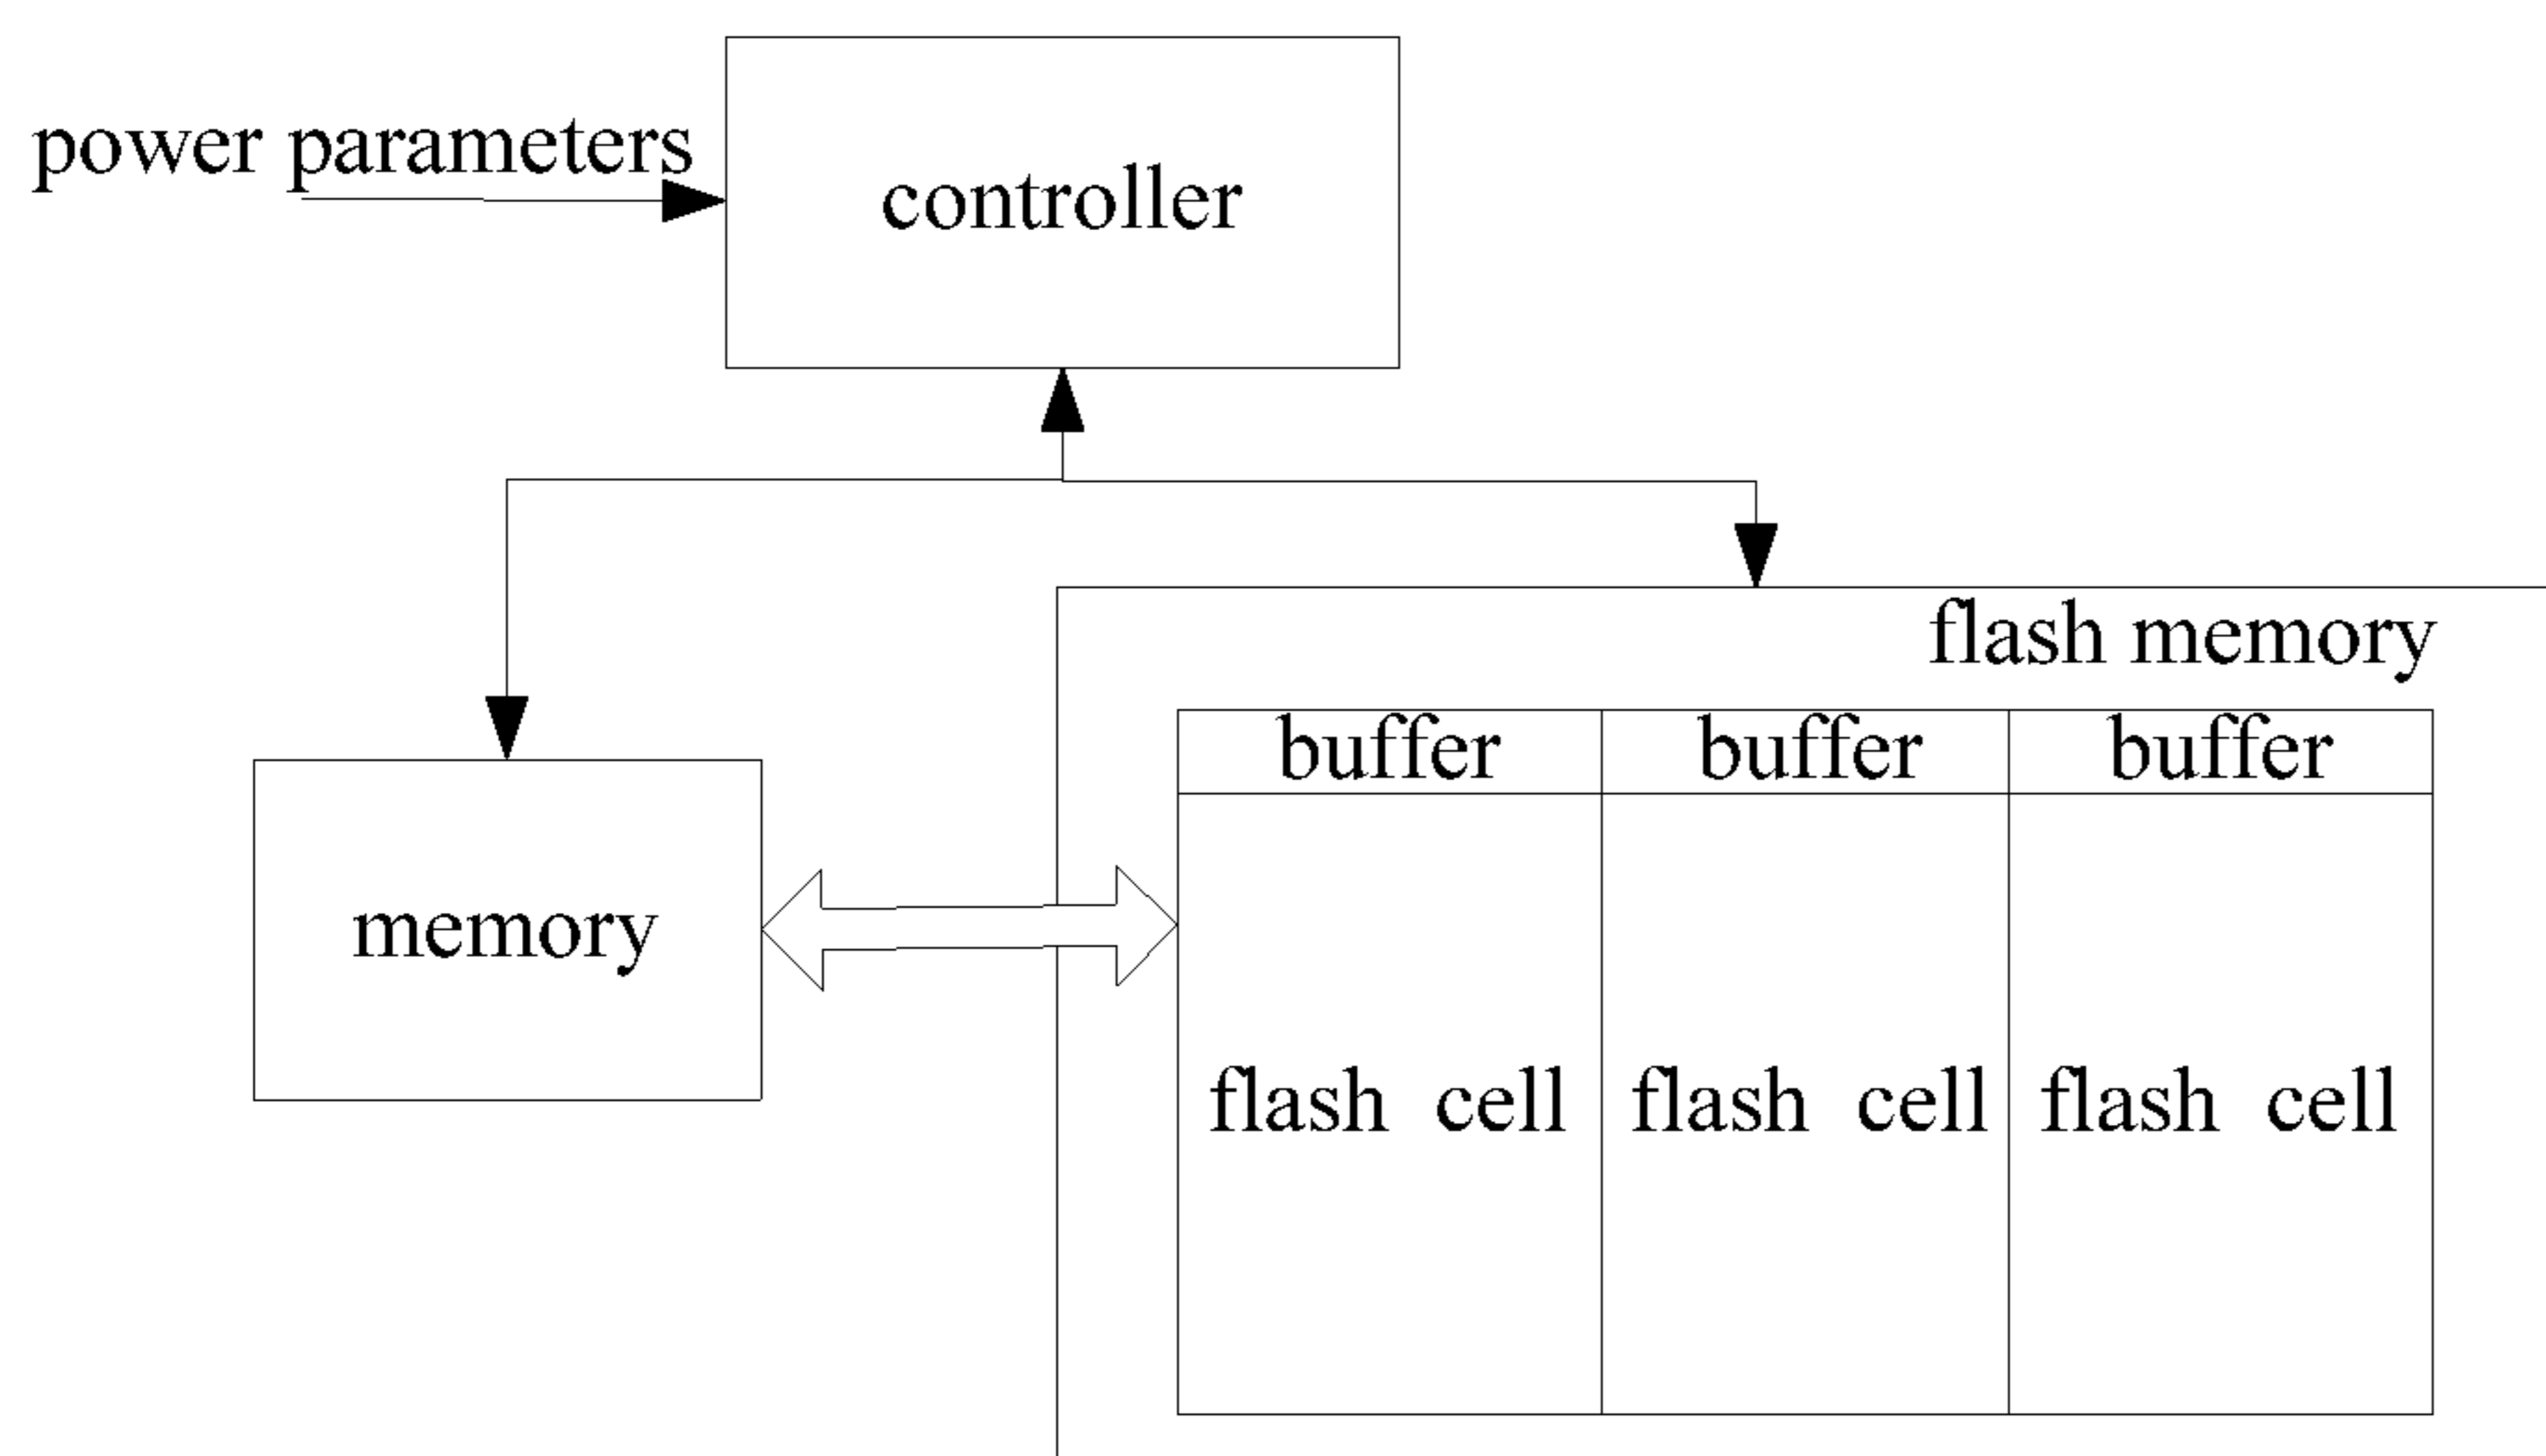 power parameters
controller
flash memory
buffer buffer buffer
memory
flash cell flash cell flash cell